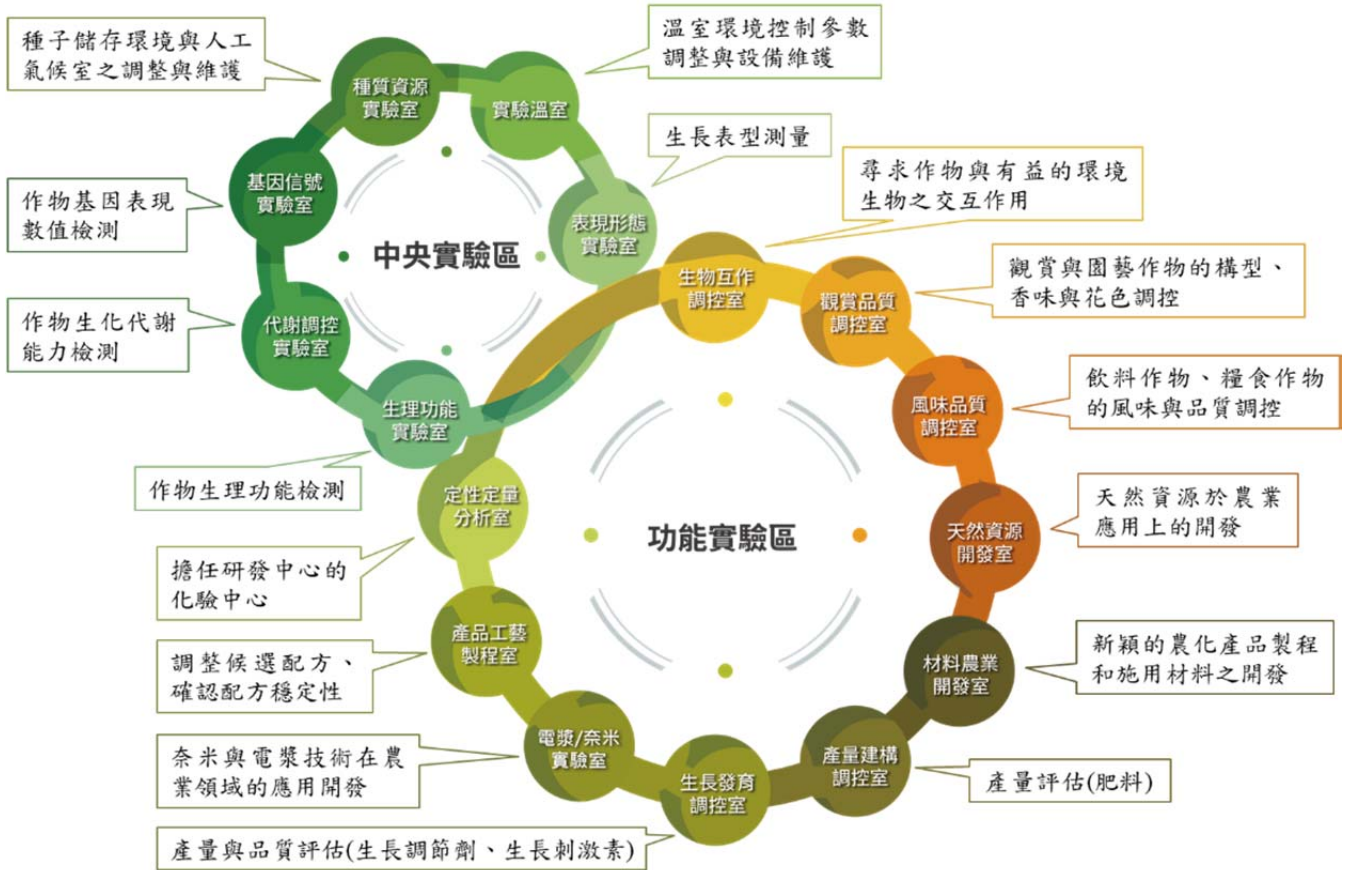 種子儲存環境與人工
氣候室之調整與維護
溫室環境控制參數
調整與設備維護
種質資源
實驗室
實驗溫室
生長表型測量
基因信號
實驗室
作物基因表現
數值檢測
表現形態
實驗室
中央實驗區
尋求作物與有益的環境
生物之交互作用
生物互作
調控室
觀賞與園藝作物的構型、
香味與花色調控
觀賞品質
調控室
作物生化代謝
能力檢測
代謝調控
實驗室
生理功能
實驗室
作物生理功能檢測
飲料作物、糧食作物
的風味與品質調控
風味品質
調控室
定性定量
分析室
擔任研發中心的
化驗中心
功能實驗區
天然資源
開發室
天然資源於農業
應用上的開發
產品工藝
製程室
調整候選配方、
確認配方穩定性
材料農業
開發室
新穎的農化產品製程
和施用材料之開發
電漿/奈米
實驗室
奈米與電漿技術在農
業領域的應用開發
生長發育
調控室
產量建構
調控室
產量評估(肥料)
產量與品質評估(生長調節劑、生長刺激素)